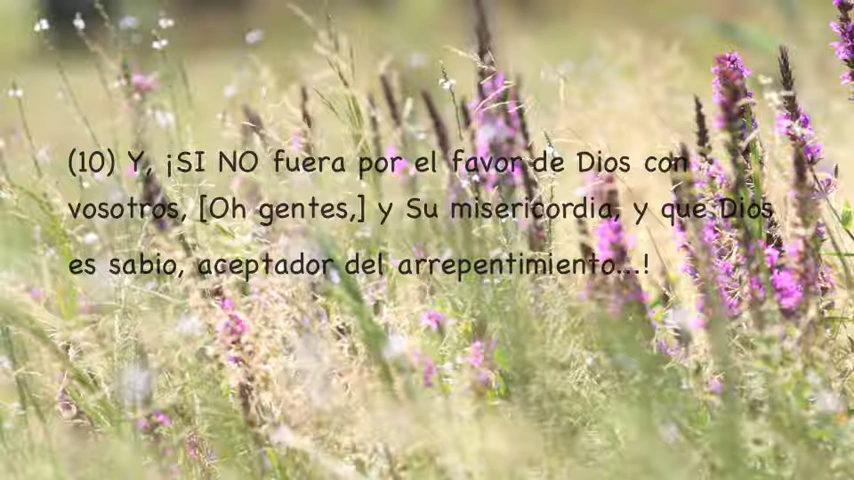 (10) Y, ¡SI NO fuera por el favor de Dios con
vosotros, [Oh gentes,] y Su misericordia, y que Dios
es sabio, aceptador del arrepentimiento...!